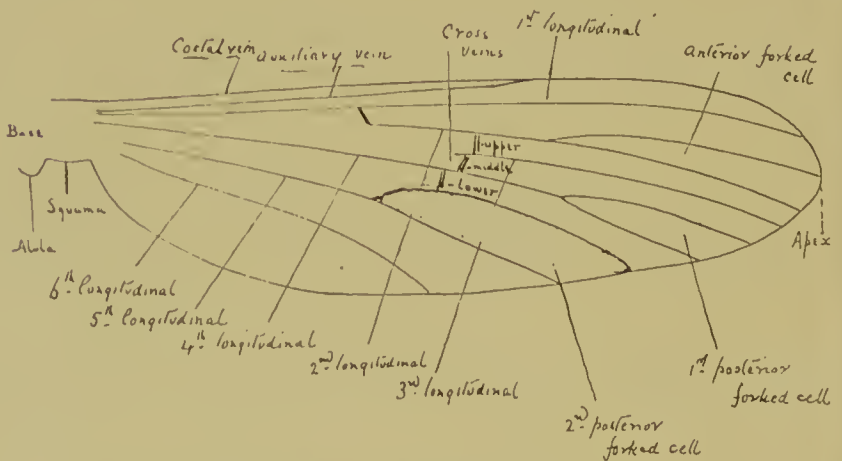 1st longitudinal
Cross
veins
Costal vein auxiliary vein
anterior forked
cell
Base
upper
middle
lower
Squama
Alula
Apex
6th longitudinal
5th longitudinal
4th longitudinal
2nd longitudinal
3rd longitudinal
1st posterior
forked cell
2nd posterior
forked cell